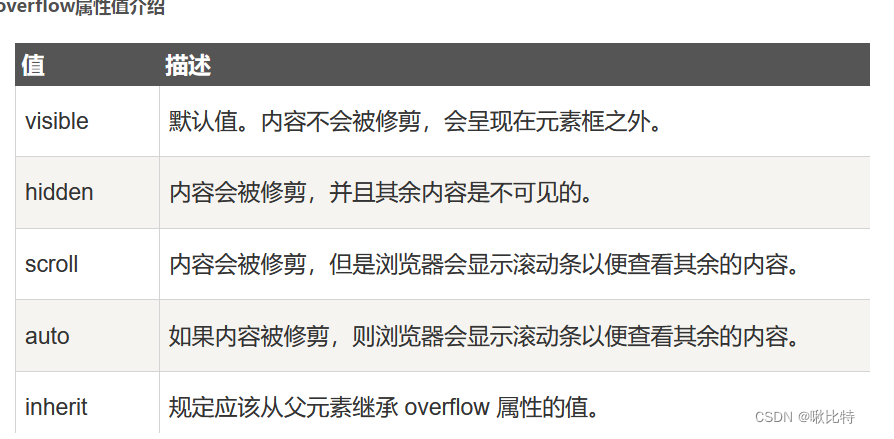 overflow属性值介绍
值 描述
visible 默认值。内容不会被修剪，会呈现在元素框之外。
hidden 内容会被修剪，并且其余内容是不可见的。
scroll 内容会被修剪，但是浏览器会显示滚动条以便查看其余的内容。
auto 如果内容被修剪，则浏览器会显示滚动条以便查看其余的内容。
inherit 规定应该从父元素继承 overflow 属性的值。
CSDN @啾比特